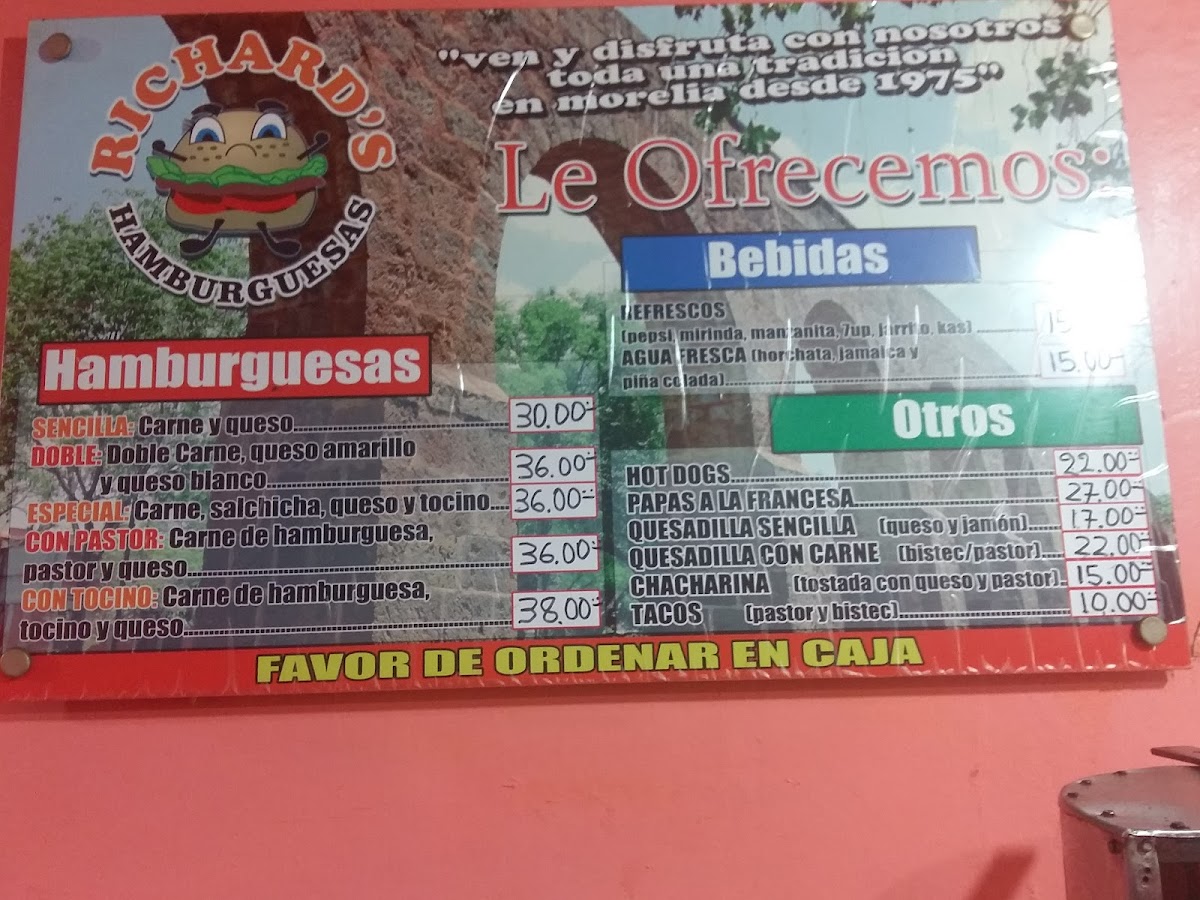 RICHARD'S
HAMBURGUESAS
"ven y disfruta con nosotros
toda una tradicion
en morelia desde 1975"
Le Ofrecemos:
Hamburguesas
SENCILLA: Carne y queso 30.00
DOBLE: Doble Carne, queso amarillo
y queso blanco 36.00
ESPECIAL: Carne, salchicha, queso y tocino 36.00
CON PASTOR: Carne de hamburguesa,
pastor y queso 36.00
CON TOCINO: Carne de hamburguesa,
tocino y queso 38.00
Bebidas
REFRESCOS
(pepsi, mirinda, manzanita, 7up, jarrito, kas) 15
AGUA FRESCA (horchata, jamaica y
piña colada) 15.00
Otros
HOT DOGS 22.00
PAPAS A LA FRANCESA 27.00
QUESADILLA SENCILLA (queso y jamón) 17.00
QUESADILLA CON CARNE (bistec/pastor) 22.00
CHACHARINA (tostada con queso y pastor) 15.00
TACOS (pastor y bistec) 10.00
FAVOR DE ORDENAR EN CAJA